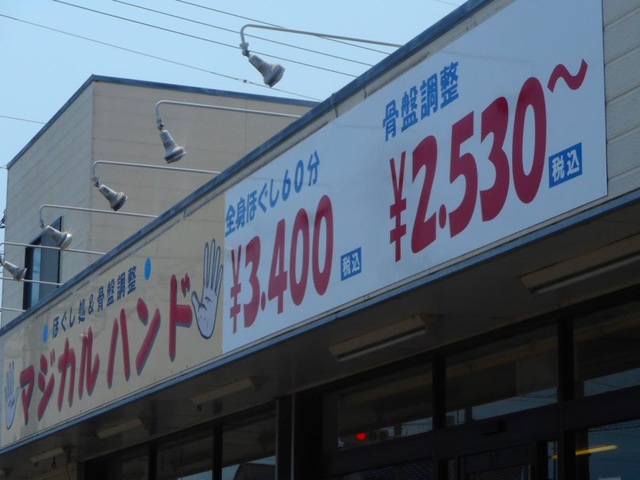 ほぐし処&骨盤調整
マジカルハンド
全身ほぐし60分
¥3.400
税込
骨盤調整
¥2.530～
税込